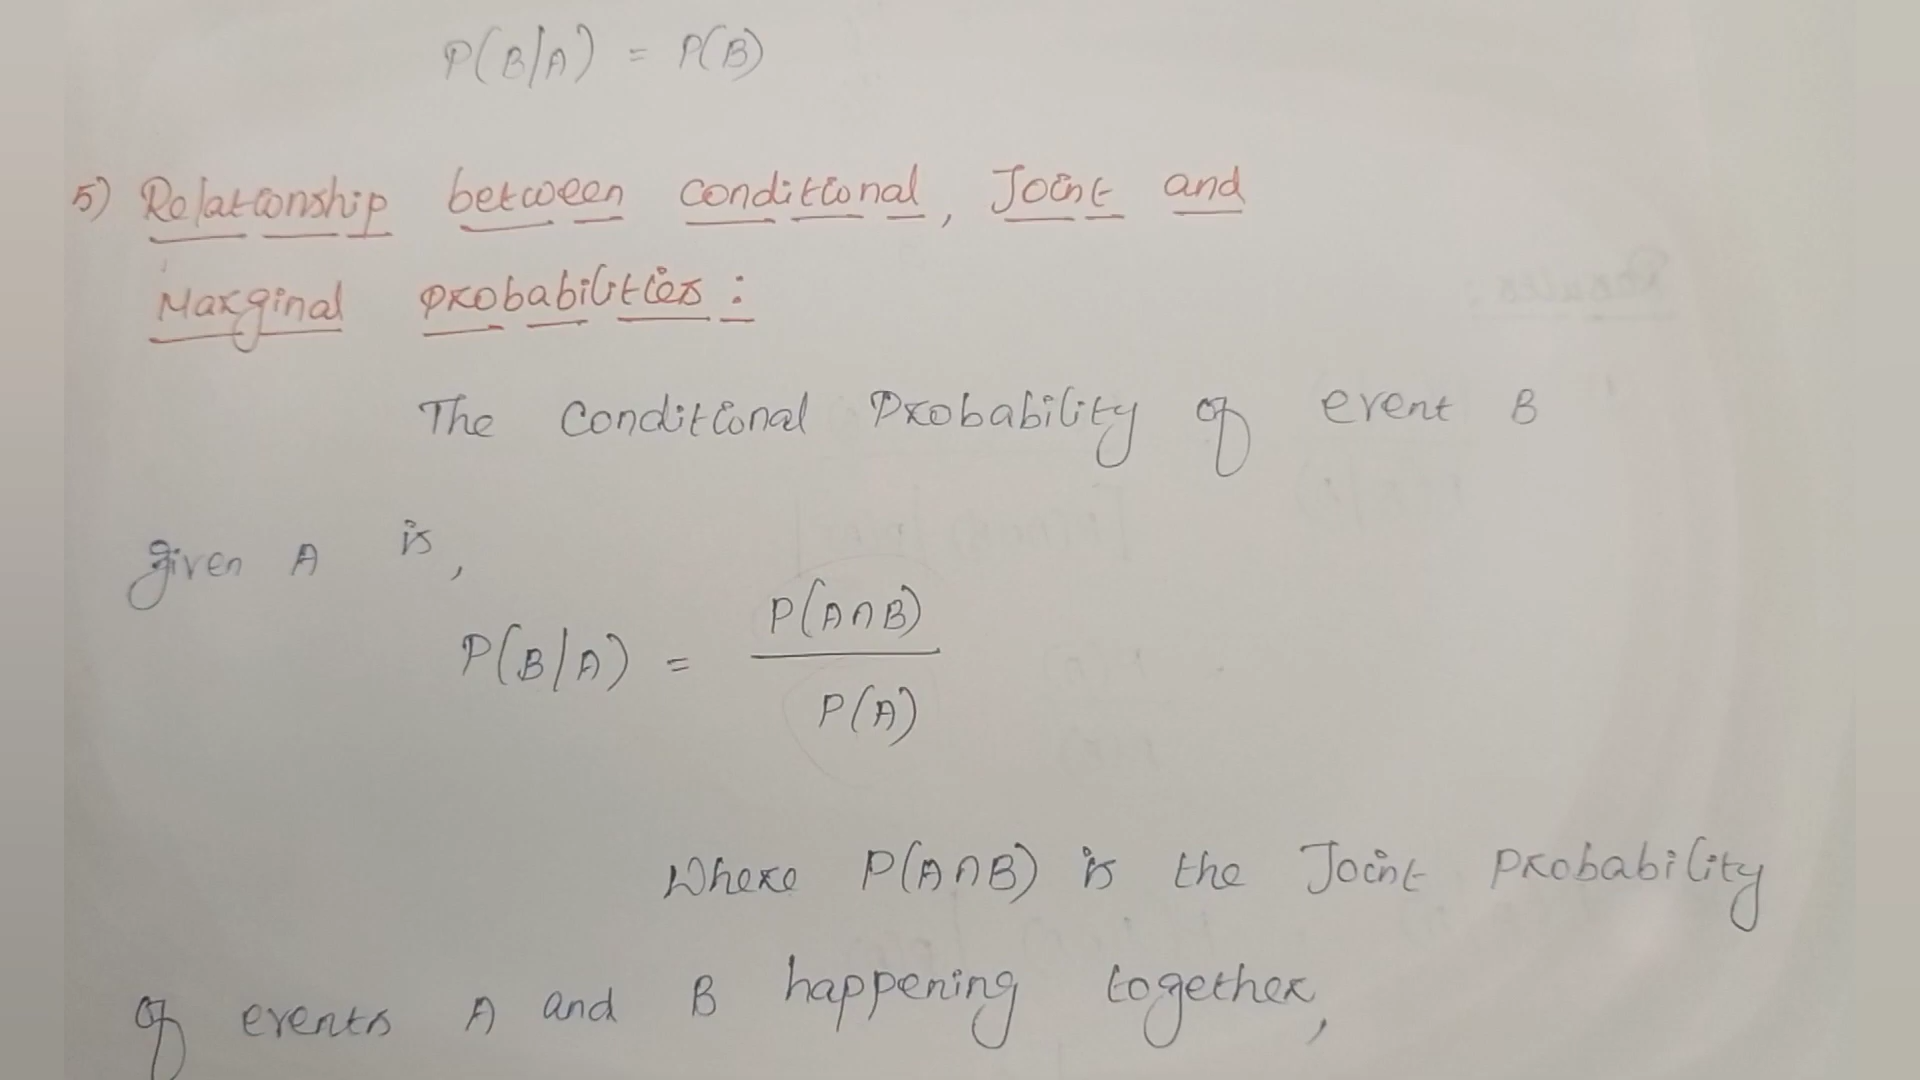 P(B/A) = P(B)
5) Relationship between conditional, Joint and
Marginal probabilities :
The Conditional Probability of event B
given A is,
P(B/A) = P(A∩B)
P(A)
Where P(A∩B) is the Joint Probability
of events A and B happening together,